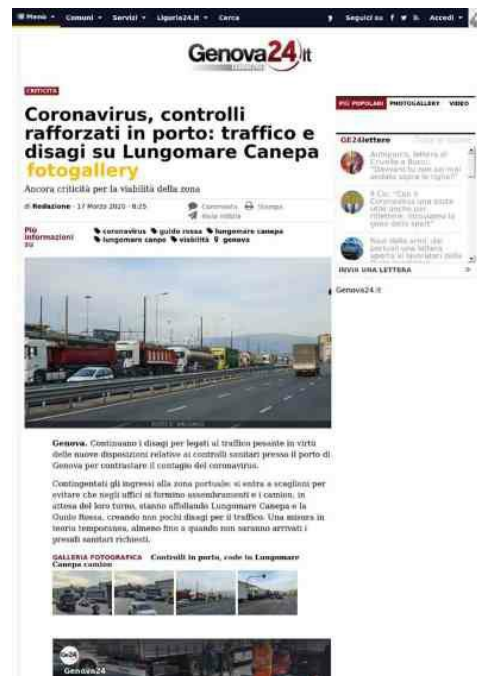 Menù Comuni Servizi Liguria24.it Cerca Seguici su Accedi
Genova24.it
CRITICITÀ
Coronavirus, controlli
rafforzati in porto: traffico e
disagi su Lungomare Canepa
fotogallery
Ancora criticità per la viabilità della zona
di Redazione - 17 Marzo 2020 - 8:25
Commenta Stampa
Invia notizia
Più
informazioni
su
coronavirus guido rossa lungomare canepa
lungomare canpo viabilità genova
PIÙ POPOLARI PHOTOGALLERY VIDEO
GE24lettere
INVIA UNA LETTERA
Genova24.it
Genova. Continuano i disagi per legati al traffico pesante in virtù
delle nuove disposizioni relative ai controlli sanitari presso il porto di
Genova per contrastare il contagio del coronavirus.
Contingentati gli ingressi alla zona portuale: si entra a scaglioni per
evitare che negli uffici si formino assembramenti e i camion, in
attesa del loro turno, stanno affollando Lungomare Canepa e la
Guido Rossa, creando non pochi disagi per il traffico. Una misura in
teoria temporanea, almeno fino a quando non saranno arrivati i
presidi sanitari richiesti.
GALLERIA FOTOGRAFICA Controlli in porto, code in Lungomare
Canepa camion
Ge24
Genova24